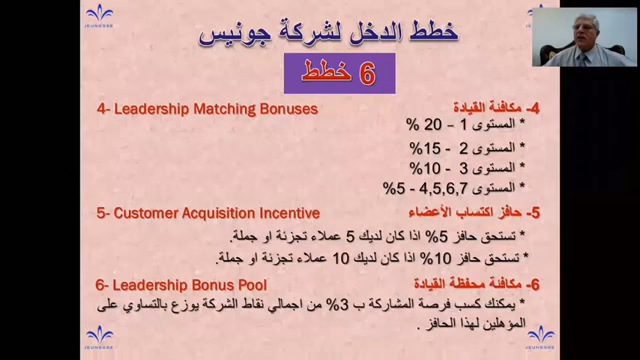 JEUNESSE
JEUNESSE
خطط الدخل لشركة جونيس
6 خطط
4- مكافئة القيادة
4- Leadership Matching Bonuses
* المستوى 1 – 20 %
* المستوى 2 - 15%
* المستوى 3 - 10%
* المستوى 4,5,6,7 - 5%
5- حافز اكتساب الأعضاء
5- Customer Acquisition Incentive
* تستحق حافز 5% اذا كان لديك 5 عملاء تجزئة او جملة.
* تستحق حافز 10% اذا كان لديك 10 عملاء تجزئة او جملة.
6- مكافئة محفظة القيادة
6- Leadership Bonus Pool
* يمكنك كسب فرصة المشاركة ب 3% من اجمالي نقاط الشركة يوزع بالتساوي على
المؤهلين لهذا الحافز .
JEUNESSE
JEUNESSE